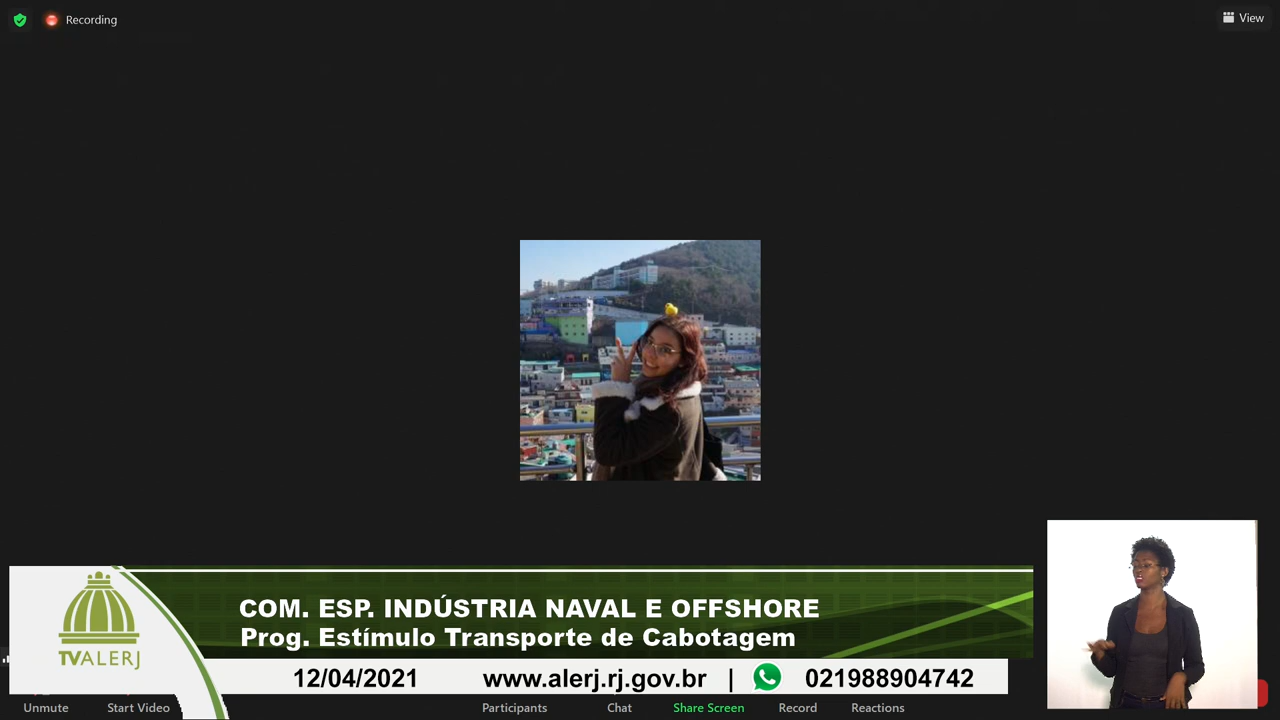 Recording
View
COM. ESP. INDÚSTRIA NAVAL E OFFSHORE
Prog. Estímulo Transporte de Cabotagem
TVALERJ
12/04/2021 www.alerj.rj.gov.br | 021988904742
Unmute Start Video Participants Chat Share Screen Record Reactions